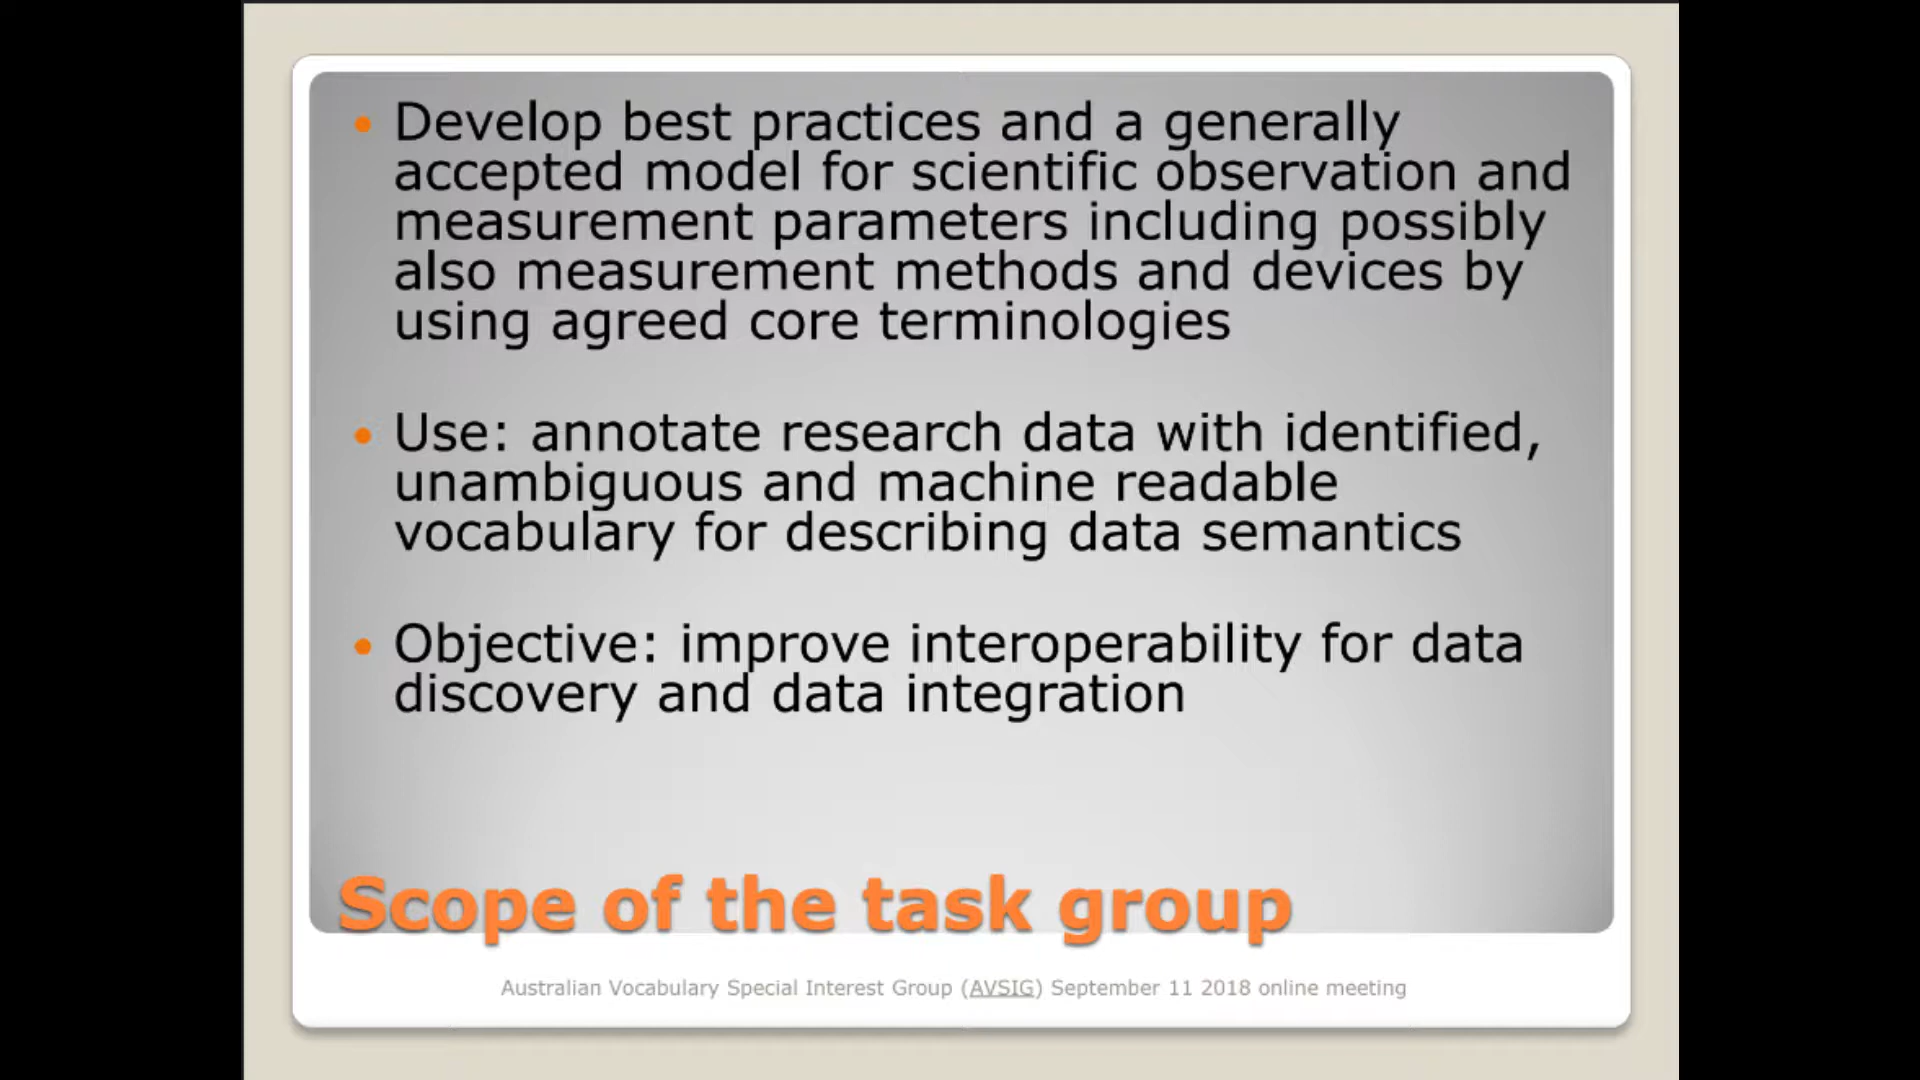 • Develop best practices and a generally
accepted model for scientific observation and
measurement parameters including possibly
also measurement methods and devices by
using agreed core terminologies
• Use: annotate research data with identified,
unambiguous and machine readable
vocabulary for describing data semantics
• Objective: improve interoperability for data
discovery and data integration
Scope of the task group
Australian Vocabulary Special Interest Group (AVSIG) September 11 2018 online meeting